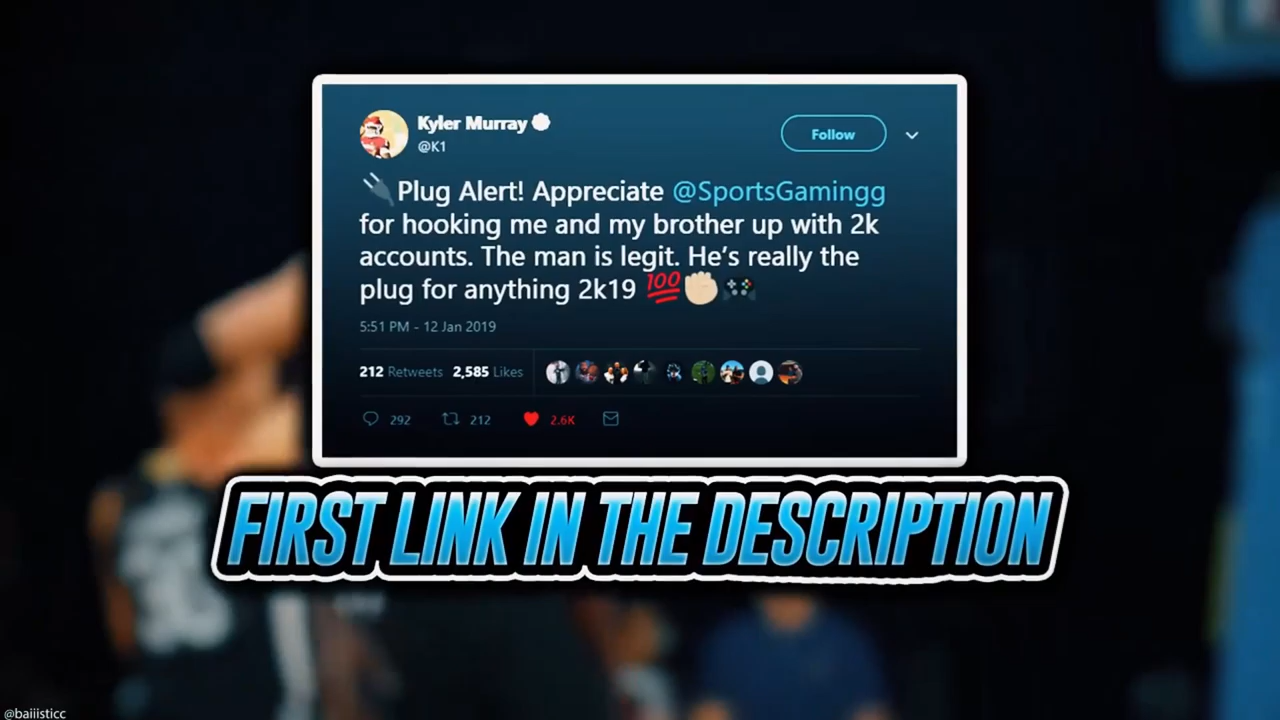 Kyler Murray
@K1
Follow
🔌Plug Alert! Appreciate @SportsGamingg
for hooking me and my brother up with 2k
accounts. The man is legit. He’s really the
plug for anything 2k19 💯✊🏼🎮
5:51 PM - 12 Jan 2019
212 Retweets 2,585 Likes
292 212 2.6K
FIRST LINK IN THE DESCRIPTION
@baiiisticc